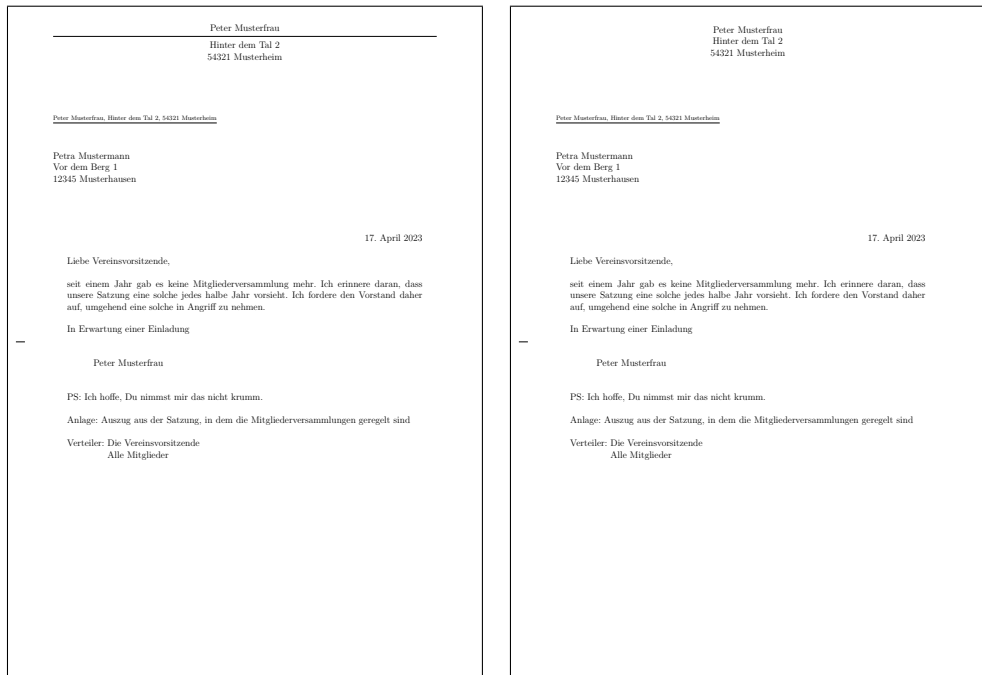 Peter Musterfrau
Hinter dem Tal 2
54321 Musterheim
Peter Musterfrau, Hinter dem Tal 2, 54321 Musterheim
Petra Mustermann
Vor dem Berg 1
12345 Musterhausen
17. April 2023
Liebe Vereinsvorsitzende,
seit einem Jahr gab es keine Mitgliederversammlung mehr. Ich erinnere daran, dass
unsere Satzung eine solche jedes halbe Jahr vorsieht. Ich fordere den Vorstand daher
auf, umgehend eine solche in Angriff zu nehmen.
In Erwartung einer Einladung
Peter Musterfrau
PS: Ich hoffe, Du nimmst mir das nicht krumm.
Anlage: Auszug aus der Satzung, in dem die Mitgliederversammlungen geregelt sind
Verteiler: Die Vereinsvorsitzende
Alle Mitglieder
Peter Musterfrau
Hinter dem Tal 2
54321 Musterheim
Peter Musterfrau, Hinter dem Tal 2, 54321 Musterheim
Petra Mustermann
Vor dem Berg 1
12345 Musterhausen
17. April 2023
Liebe Vereinsvorsitzende,
seit einem Jahr gab es keine Mitgliederversammlung mehr. Ich erinnere daran, dass
unsere Satzung eine solche jedes halbe Jahr vorsieht. Ich fordere den Vorstand daher
auf, umgehend eine solche in Angriff zu nehmen.
In Erwartung einer Einladung
Peter Musterfrau
PS: Ich hoffe, Du nimmst mir das nicht krumm.
Anlage: Auszug aus der Satzung, in dem die Mitgliederversammlungen geregelt sind
Verteiler: Die Vereinsvorsitzende
Alle Mitglieder